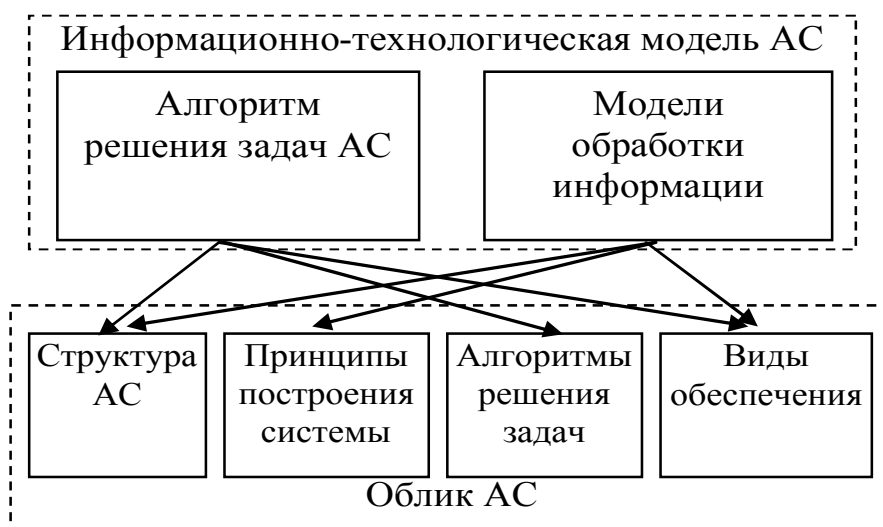 Информационно-технологическая модель АС
Алгоритм
решения задач АС
Модели
обработки
информации
Структура
АС
Принципы
построения
системы
Алгоритмы
решения
задач
Виды
обеспечения
Облик АС